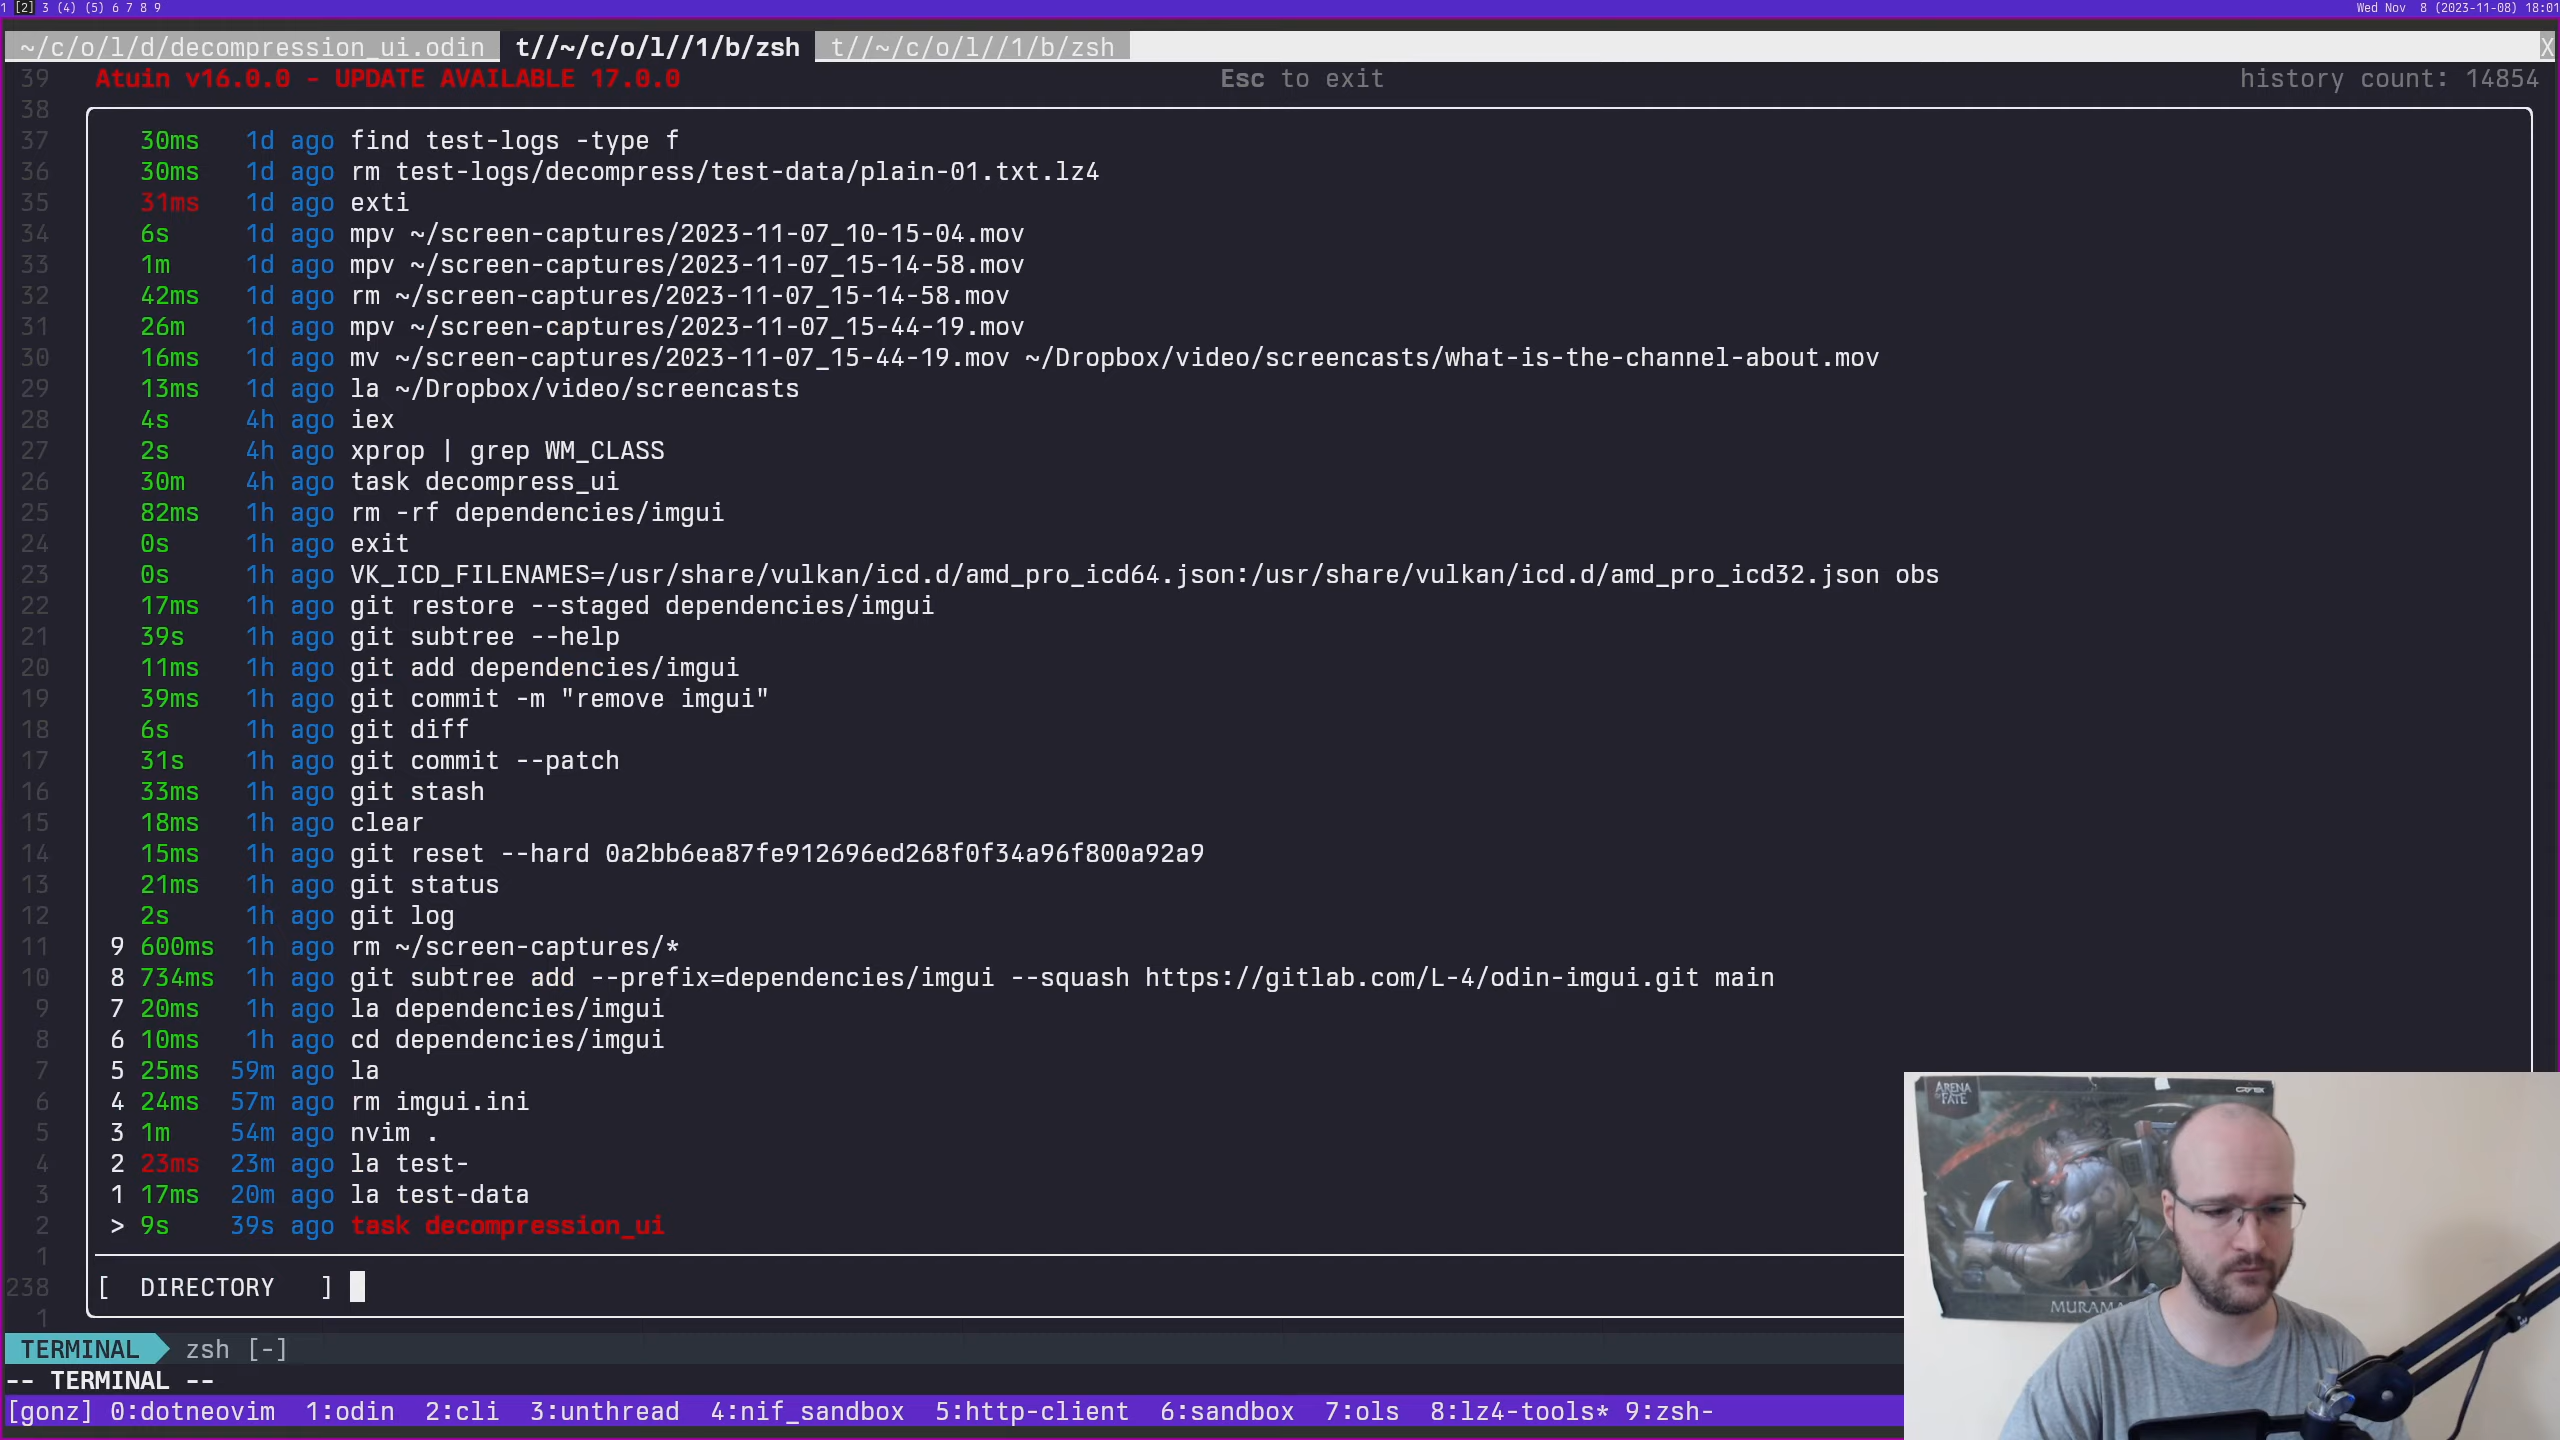 1 [2] 3 (4) (5) 6 7 8 9 Wed Nov 8 (2023-11-08) 18:01
~/c/o/l/d/decompression_ui.odin t//~/c/o/l//1/b/zsh t//~/c/o/l//1/b/zsh X
39 Atuin v16.0.0 - UPDATE AVAILABLE 17.0.0 Esc to exit history count: 14854
38
37 30ms 1d ago find test-logs -type f
36 30ms 1d ago rm test-logs/decompress/test-data/plain-01.txt.lz4
35 31ms 1d ago exti
34 6s 1d ago mpv ~/screen-captures/2023-11-07_10-15-04.mov
33 1m 1d ago mpv ~/screen-captures/2023-11-07_15-14-58.mov
32 42ms 1d ago rm ~/screen-captures/2023-11-07_15-14-58.mov
31 26m 1d ago mpv ~/screen-captures/2023-11-07_15-44-19.mov
30 16ms 1d ago mv ~/screen-captures/2023-11-07_15-44-19.mov ~/Dropbox/video/screencasts/what-is-the-channel-about.mov
29 13ms 1d ago la ~/Dropbox/video/screencasts
28 4s 4h ago iex
27 2s 4h ago xprop | grep WM_CLASS
26 30m 4h ago task decompress_ui
25 82ms 1h ago rm -rf dependencies/imgui
24 0s 1h ago exit
23 0s 1h ago VK_ICD_FILENAMES=/usr/share/vulkan/icd.d/amd_pro_icd64.json:/usr/share/vulkan/icd.d/amd_pro_icd32.json obs
22 17ms 1h ago git restore --staged dependencies/imgui
21 39s 1h ago git subtree --help
20 11ms 1h ago git add dependencies/imgui
19 39ms 1h ago git commit -m "remove imgui"
18 6s 1h ago git diff
17 31s 1h ago git commit --patch
16 33ms 1h ago git stash
15 18ms 1h ago clear
14 15ms 1h ago git reset --hard 0a2bb6ea87fe912696ed268f0f34a96f800a92a9
13 21ms 1h ago git status
12 2s 1h ago git log
11 9 600ms 1h ago rm ~/screen-captures/*
10 8 734ms 1h ago git subtree add --prefix=dependencies/imgui --squash https://gitlab.com/L-4/odin-imgui.git main
9 7 20ms 1h ago la dependencies/imgui
8 6 10ms 1h ago cd dependencies/imgui
7 5 25ms 59m ago la
6 4 24ms 57m ago rm imgui.ini
5 3 1m 54m ago nvim .
4 2 23ms 23m ago la test-
3 1 17ms 20m ago la test-data
2 > 9s 39s ago task decompression_ui
1
238 [ DIRECTORY ]
1
TERMINAL zsh [-]
-- TERMINAL --
[gonz] 0:dotneovim 1:odin 2:cli 3:unthread 4:nif_sandbox 5:http-client 6:sandbox 7:ols 8:lz4-tools* 9:zsh-
ARENA
FATE
MURAMA